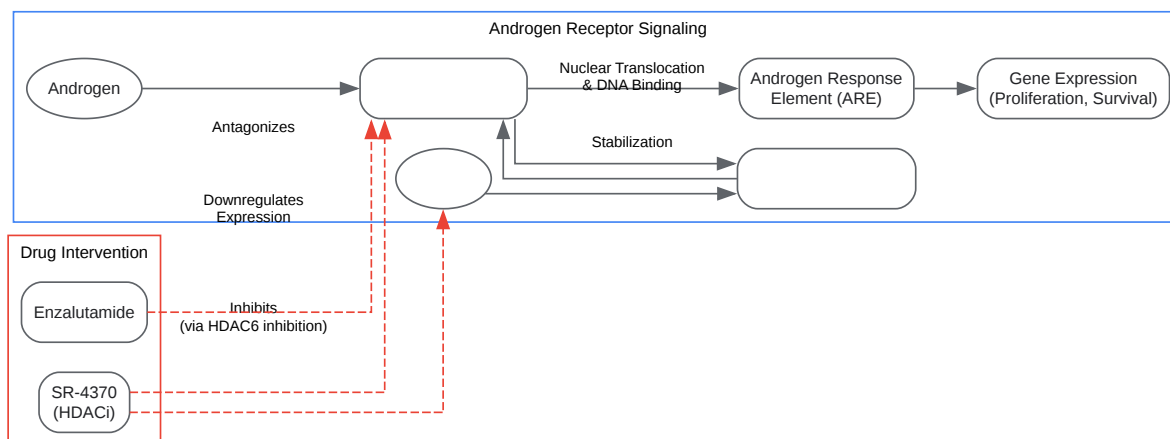 Androgen Receptor Signaling
Androgen
Nuclear Translocation
& DNA Binding
Androgen Response
Element (ARE)
Gene Expression
(Proliferation, Survival)
Antagonizes
Stabilization
Downregulates
Expression
Drug Intervention
Enzalutamide
Inhibits
(via HDAC6 inhibition)
SR-4370
(HDACi)